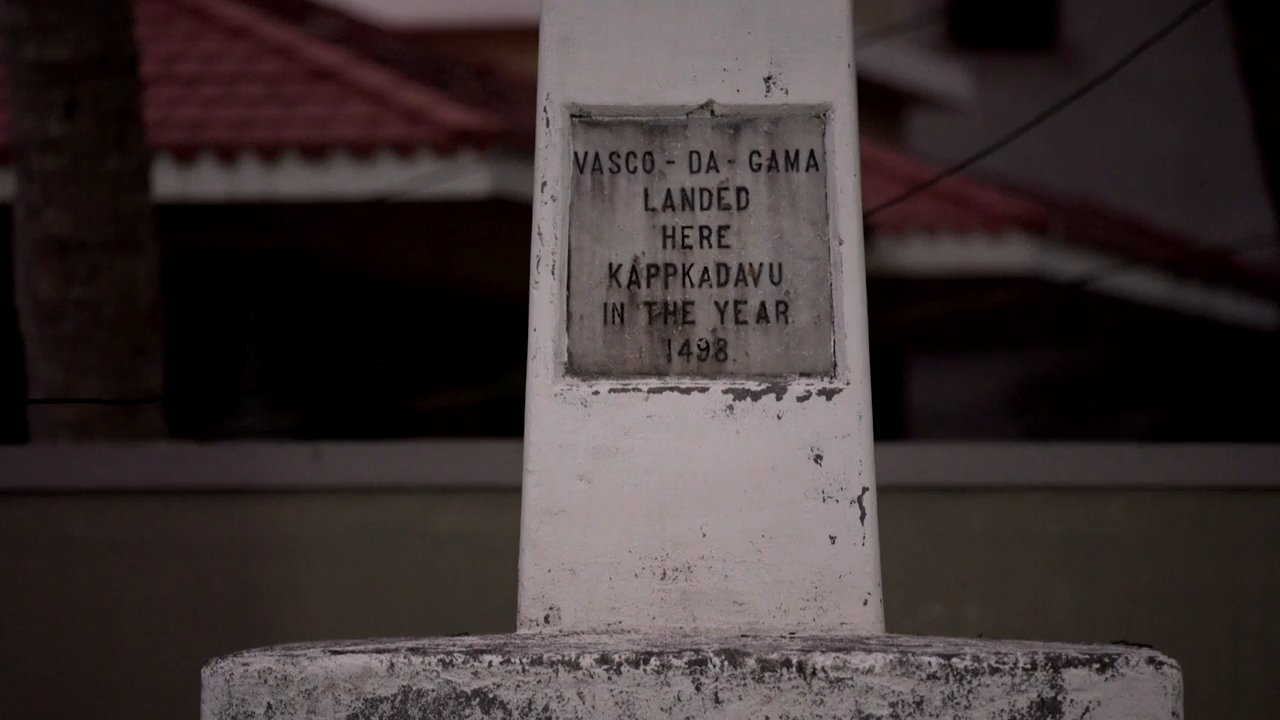 VASCO - DA - GAMA
LANDED
HERE
KAPPKADAVU
IN THE YEAR
1498.